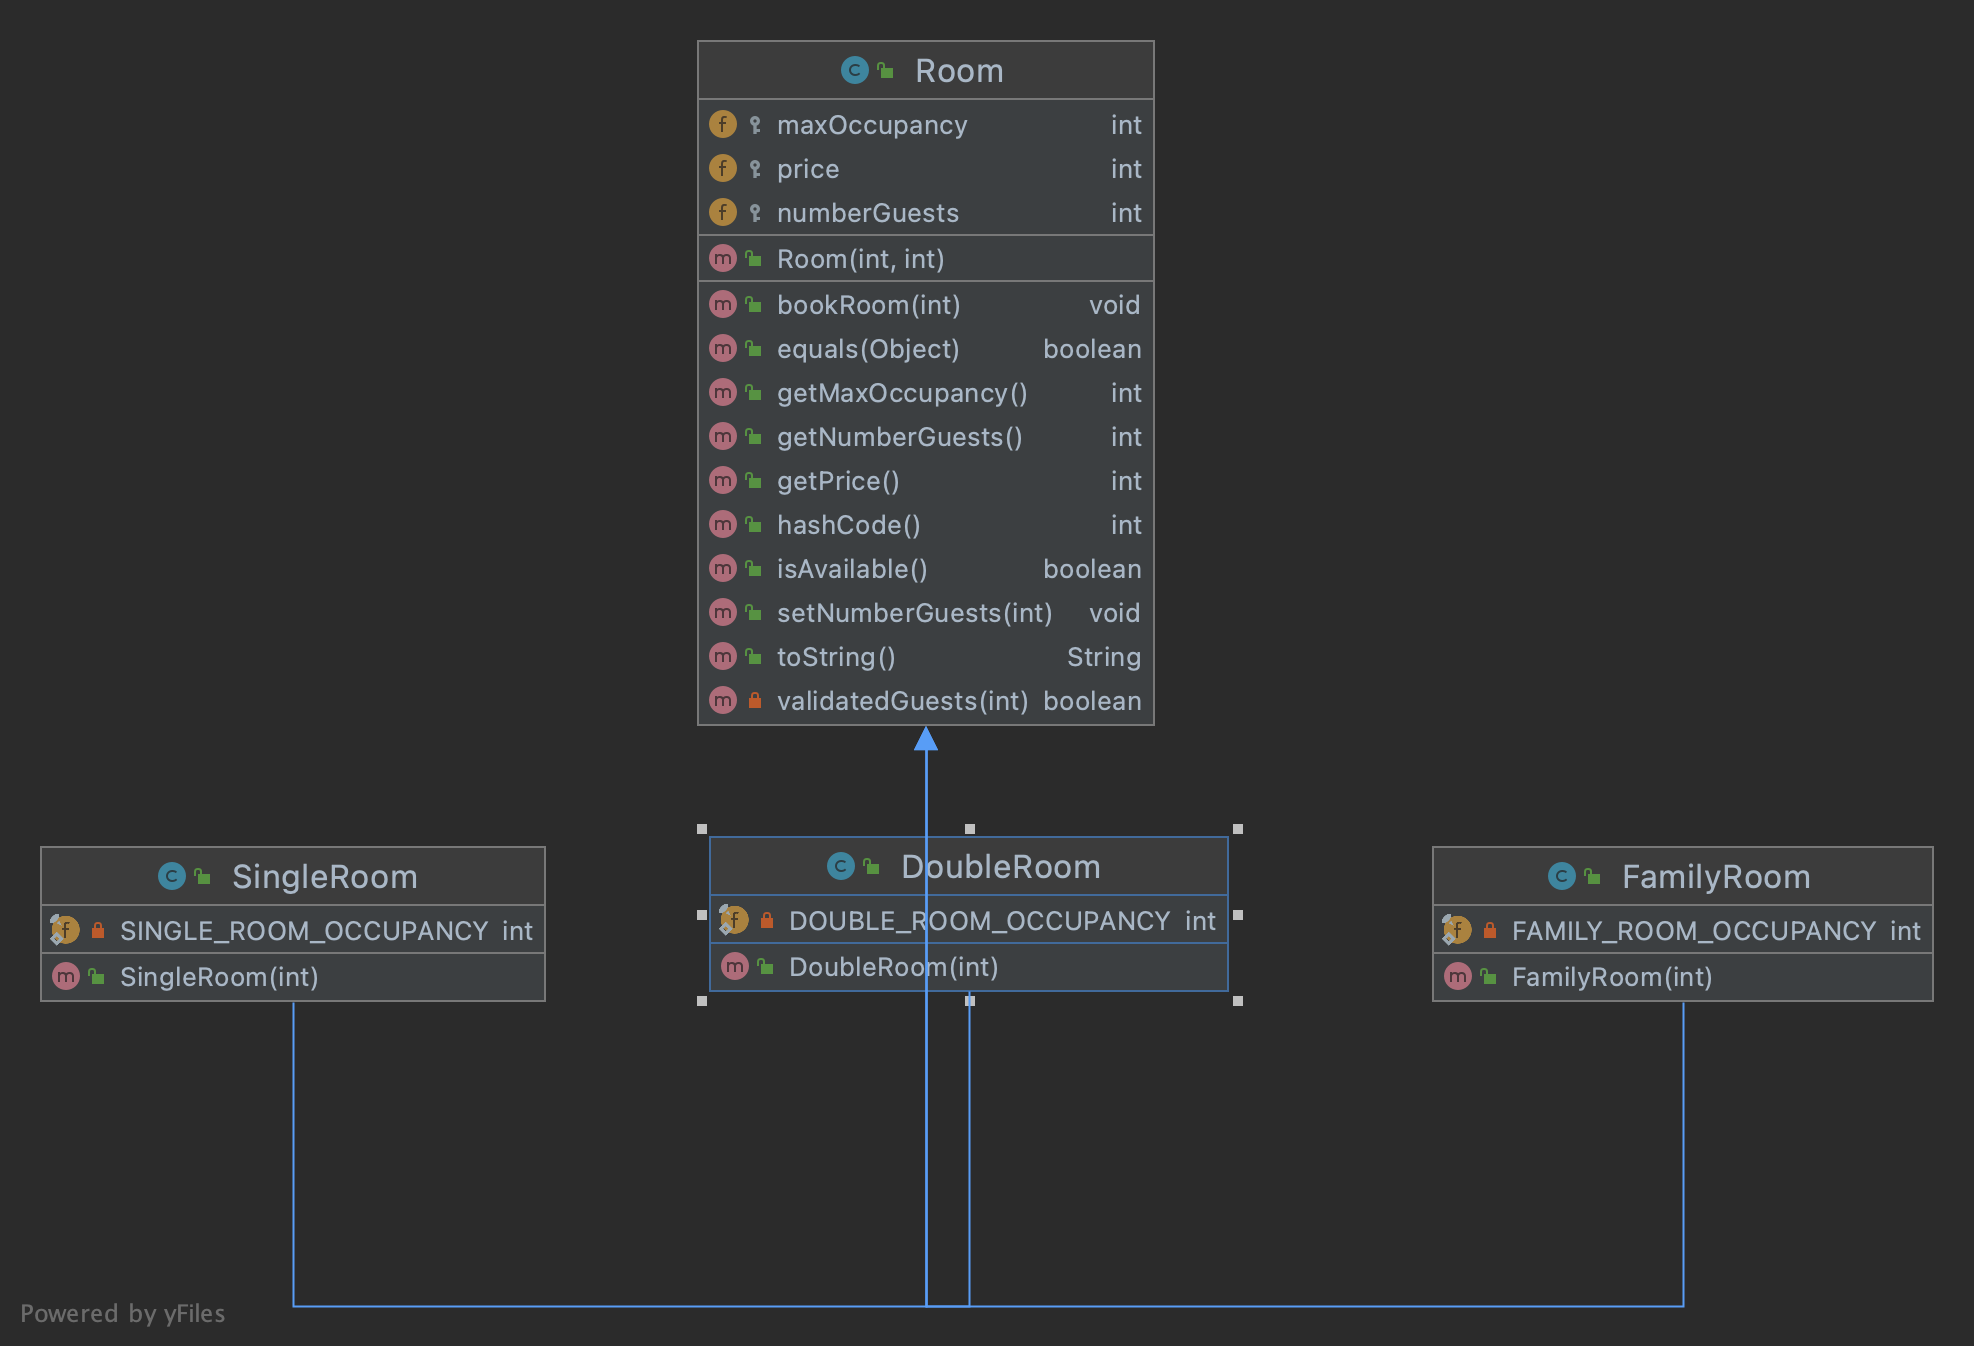 Room
maxOccupancy int
price int
numberGuests int
Room(int, int)
bookRoom(int) void
equals(Object) boolean
getMaxOccupancy() int
getNumberGuests() int
getPrice() int
hashCode() int
isAvailable() boolean
setNumberGuests(int) void
toString() String
validatedGuests(int) boolean
SingleRoom
SINGLE_ROOM_OCCUPANCY int
SingleRoom(int)
DoubleRoom
DOUBLE_ROOM_OCCUPANCY int
DoubleRoom(int)
FamilyRoom
FAMILY_ROOM_OCCUPANCY int
FamilyRoom(int)
Powered by yFiles